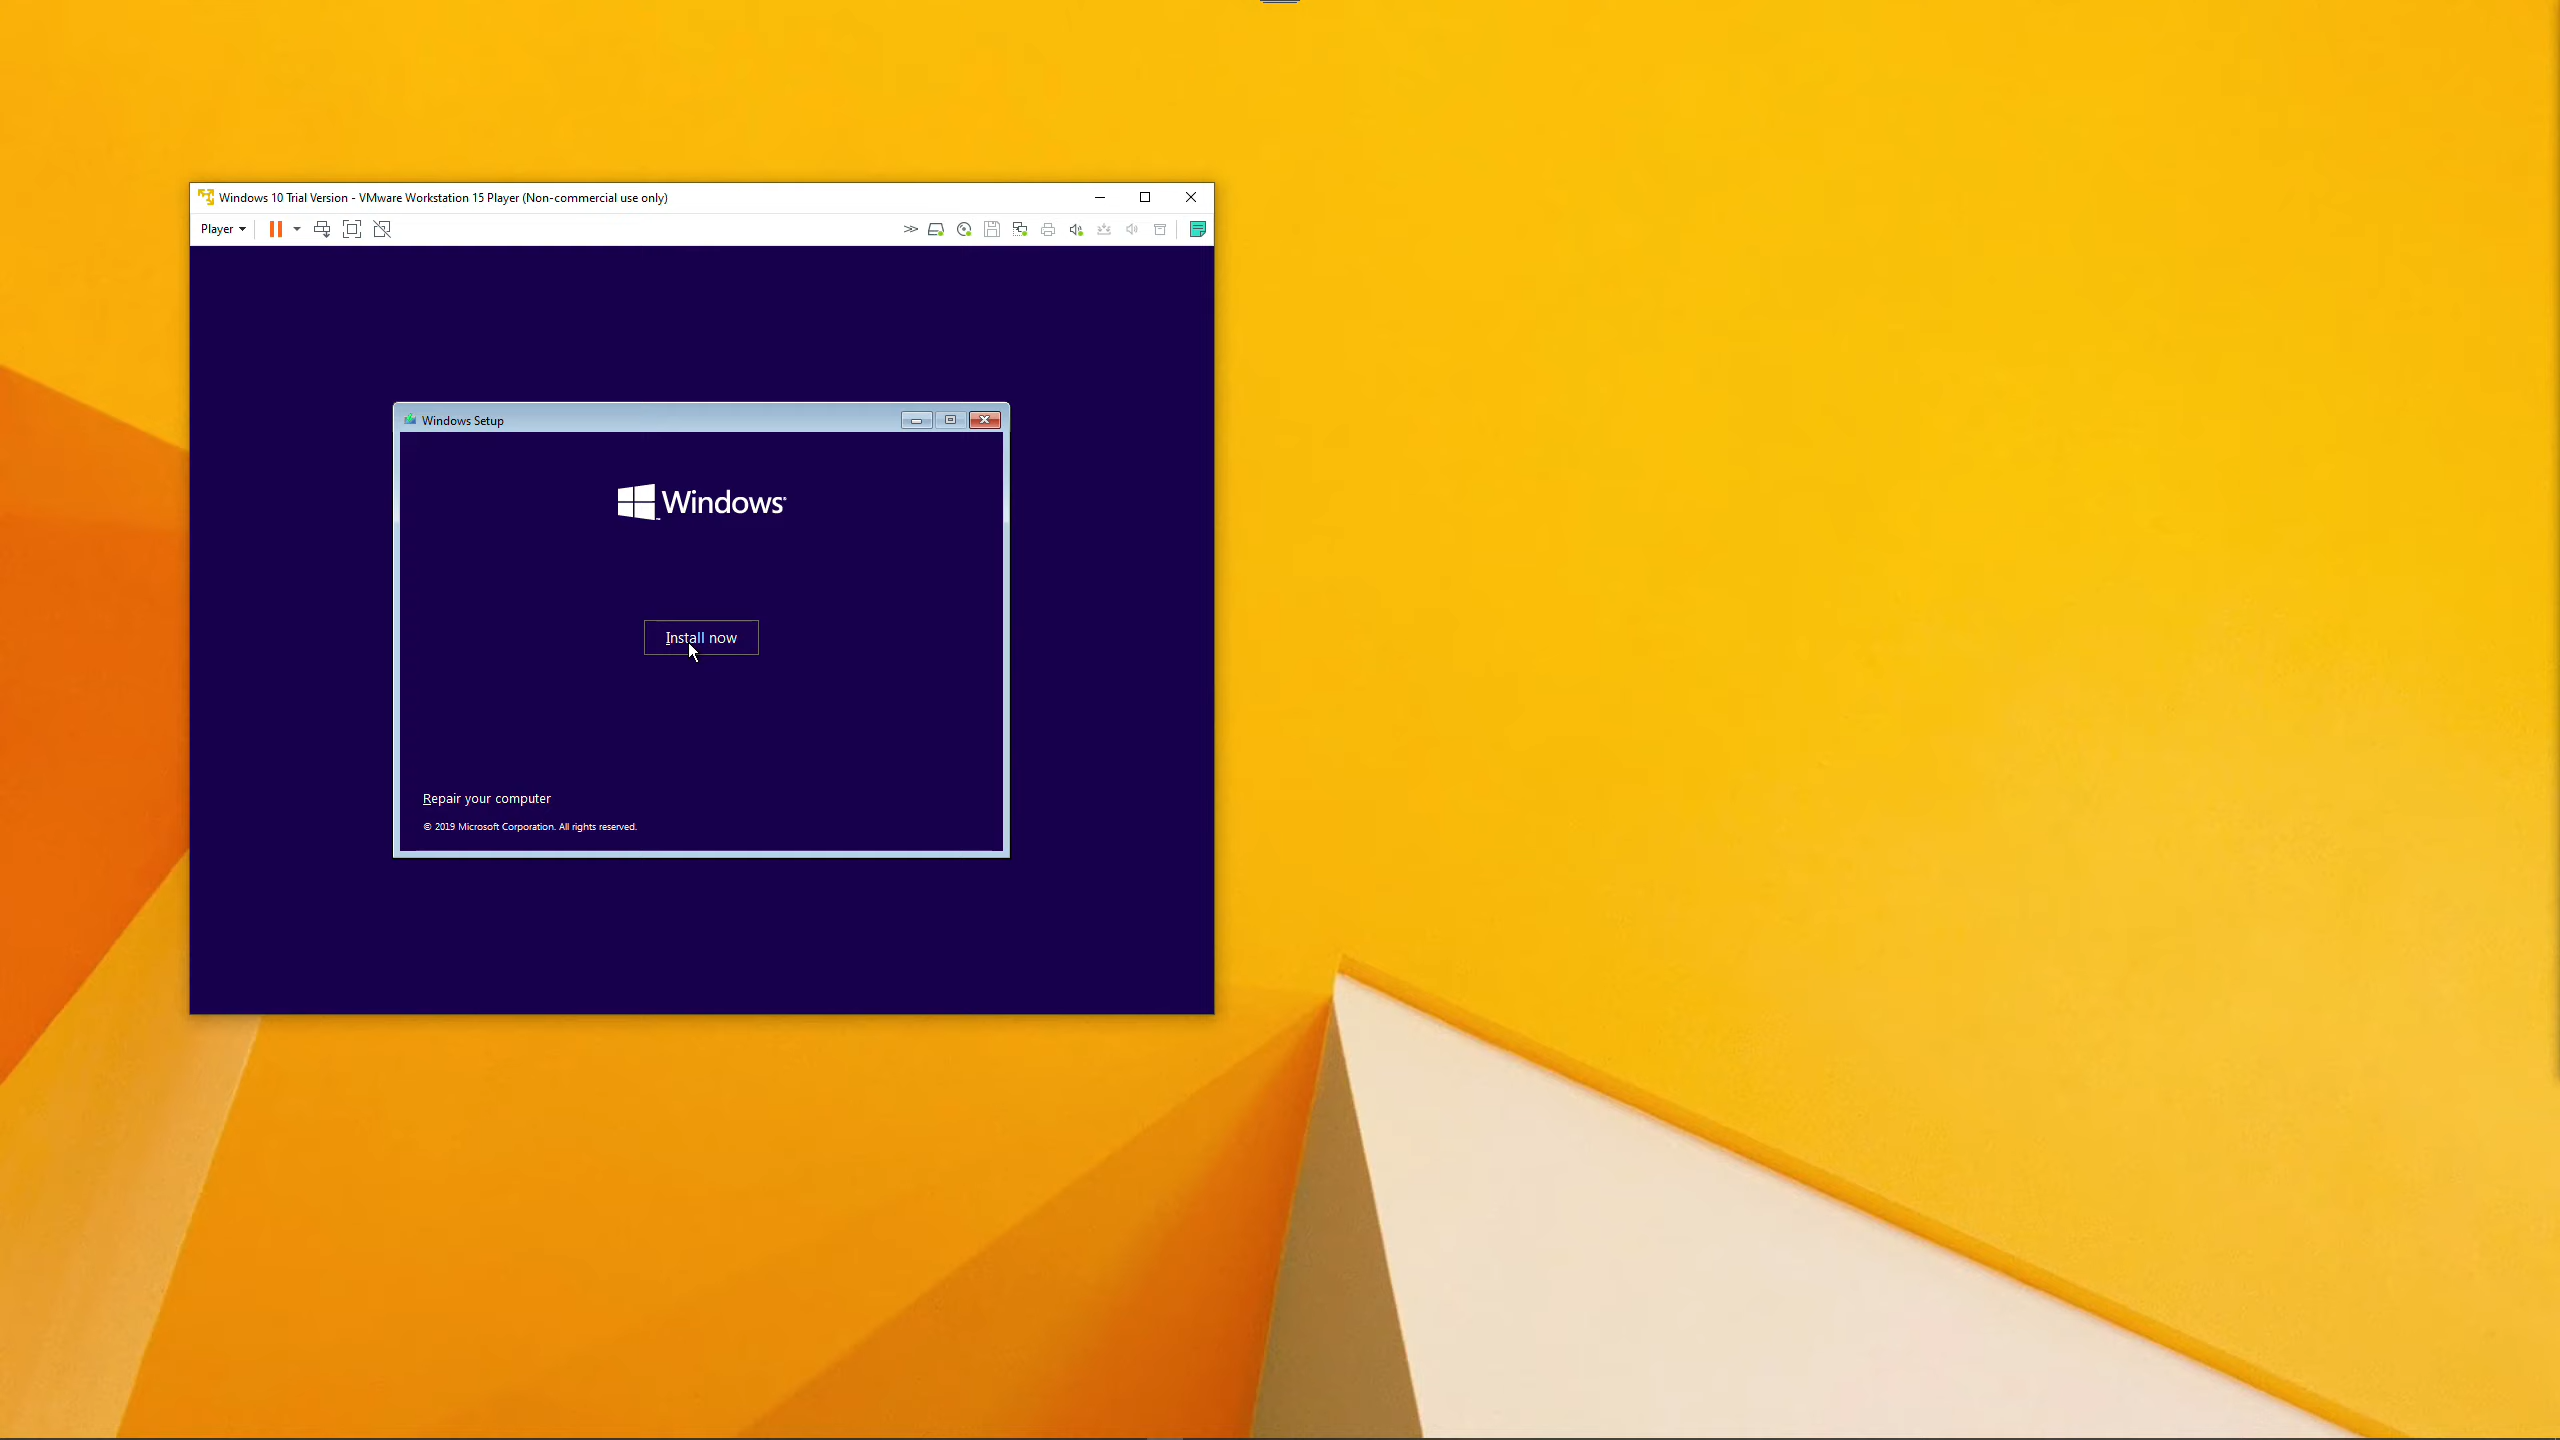 Windows 10 Trial Version - VMware Workstation 15 Player (Non-commercial use only)
Player
Windows Setup
Windows
Install now
Repair your computer
© 2019 Microsoft Corporation. All rights reserved.